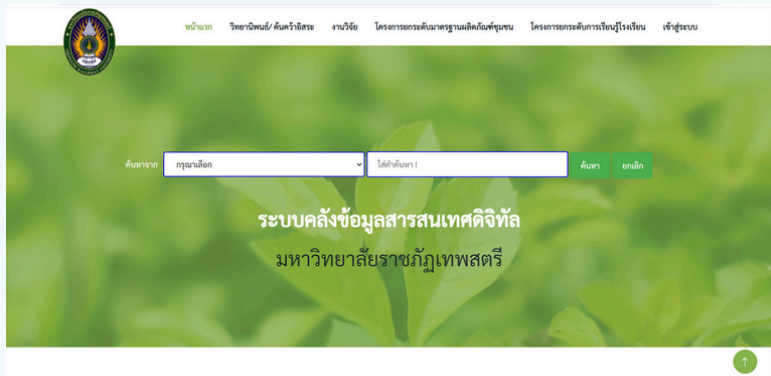 หน้าแรก วิทยานิพนธ์/ ค้นคว้าอิสระ งานวิจัย โครงการยกระดับมาตรฐานผลิตภัณฑ์ชุมชน โครงการยกระดับการเรียนรู้โรงเรียน เข้าสู่ระบบ
ค้นหาจาก กรุณาเลือก ใส่คำค้นหา ! ค้นหา ยกเลิก
ระบบคลังข้อมูลสารสนเทศดิจิทัล
มหาวิทยาลัยราชภัฏเทพสตรี